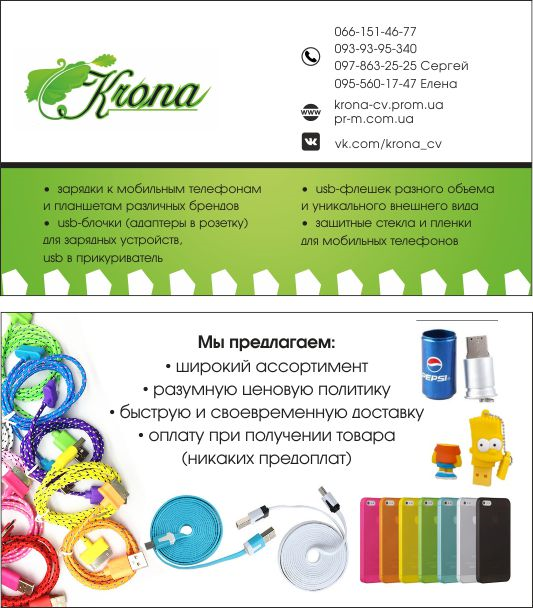 Krona
066-151-46-77
093-93-95-340
097-863-25-25 Сергей
095-560-17-47 Елена
www
krona-cv.prom.ua
pr-m.com.ua
vk.com/krona_cv
• зарядки к мобильным телефонам
и планшетам различных брендов
• usb-блочки (адаптеры в розетку)
для зарядных устройств,
usb в прикуриватель
• usb-флешек разного объема
и уникального внешнего вида
• защитные стекла и пленки
для мобильных телефонов
Мы предлагаем:
• широкий ассортимент
• разумную ценовую политику
• быструю и своевременную доставку
• оплату при получении товара
(никаких предоплат)
PEPSI